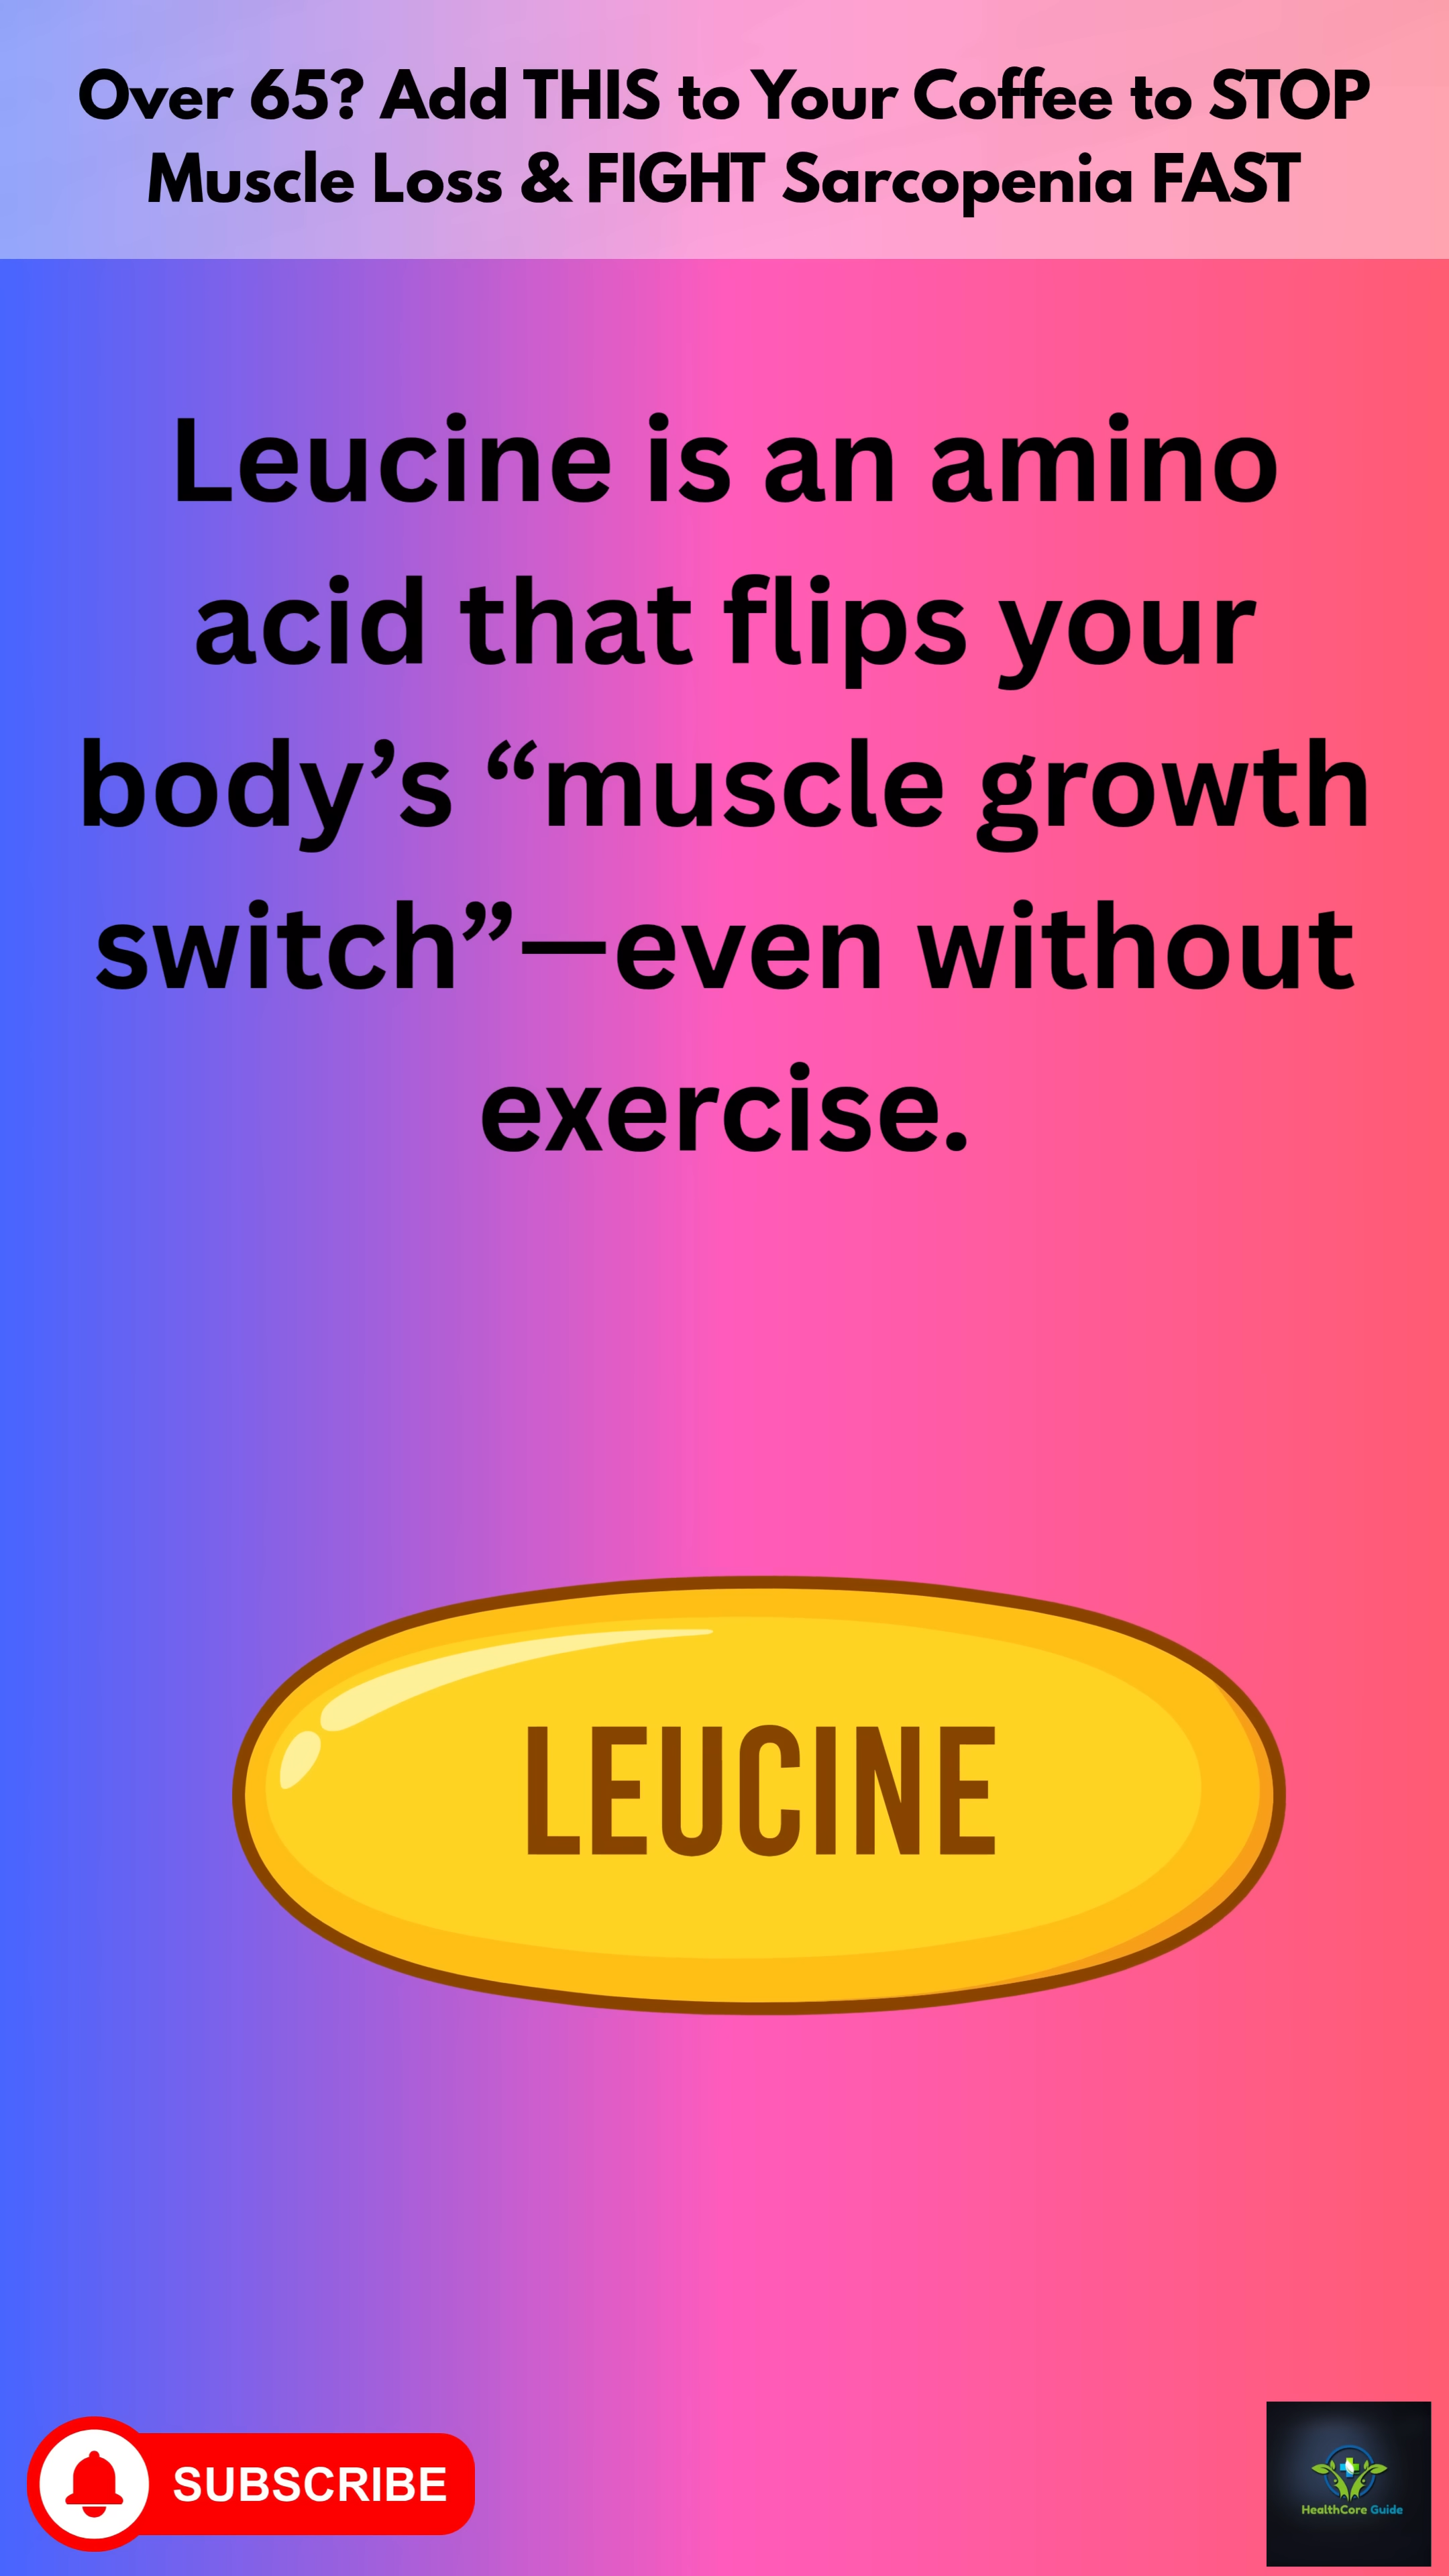 Over 65? Add THIS to Your Coffee to STOP
Muscle Loss & FIGHT Sarcopenia FAST
Leucine is an amino
acid that flips your
body’s “muscle growth
switch”—even without
exercise.
LEUCINE
SUBSCRIBE
HealthCore Guide